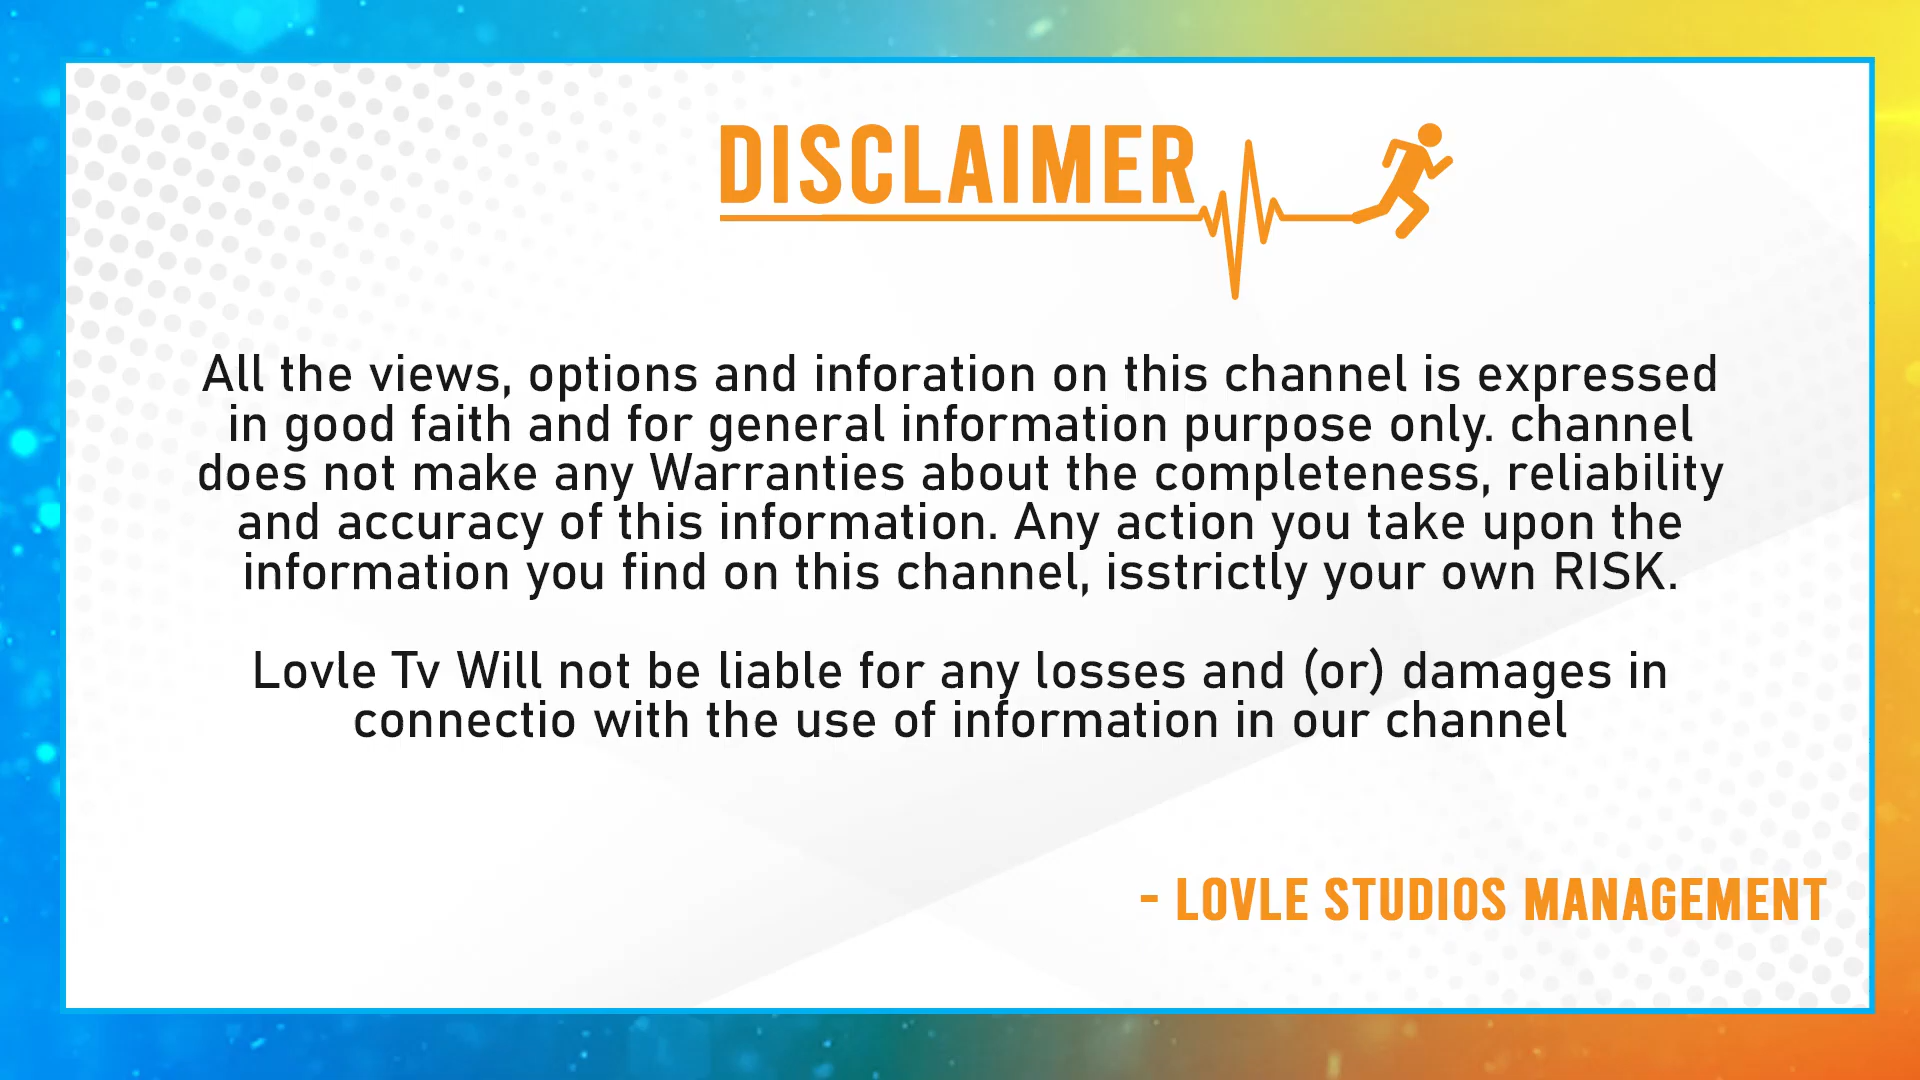 DISCLAIMER
All the views, options and inforation on this channel is expressed
in good faith and for general information purpose only. channel
does not make any Warranties about the completeness, reliability
and accuracy of this information. Any action you take upon the
information you find on this channel, isstrictly your own RISK.
Lovle Tv Will not be liable for any losses and (or) damages in
connectio with the use of information in our channel
- LOVLE STUDIOS MANAGEMENT